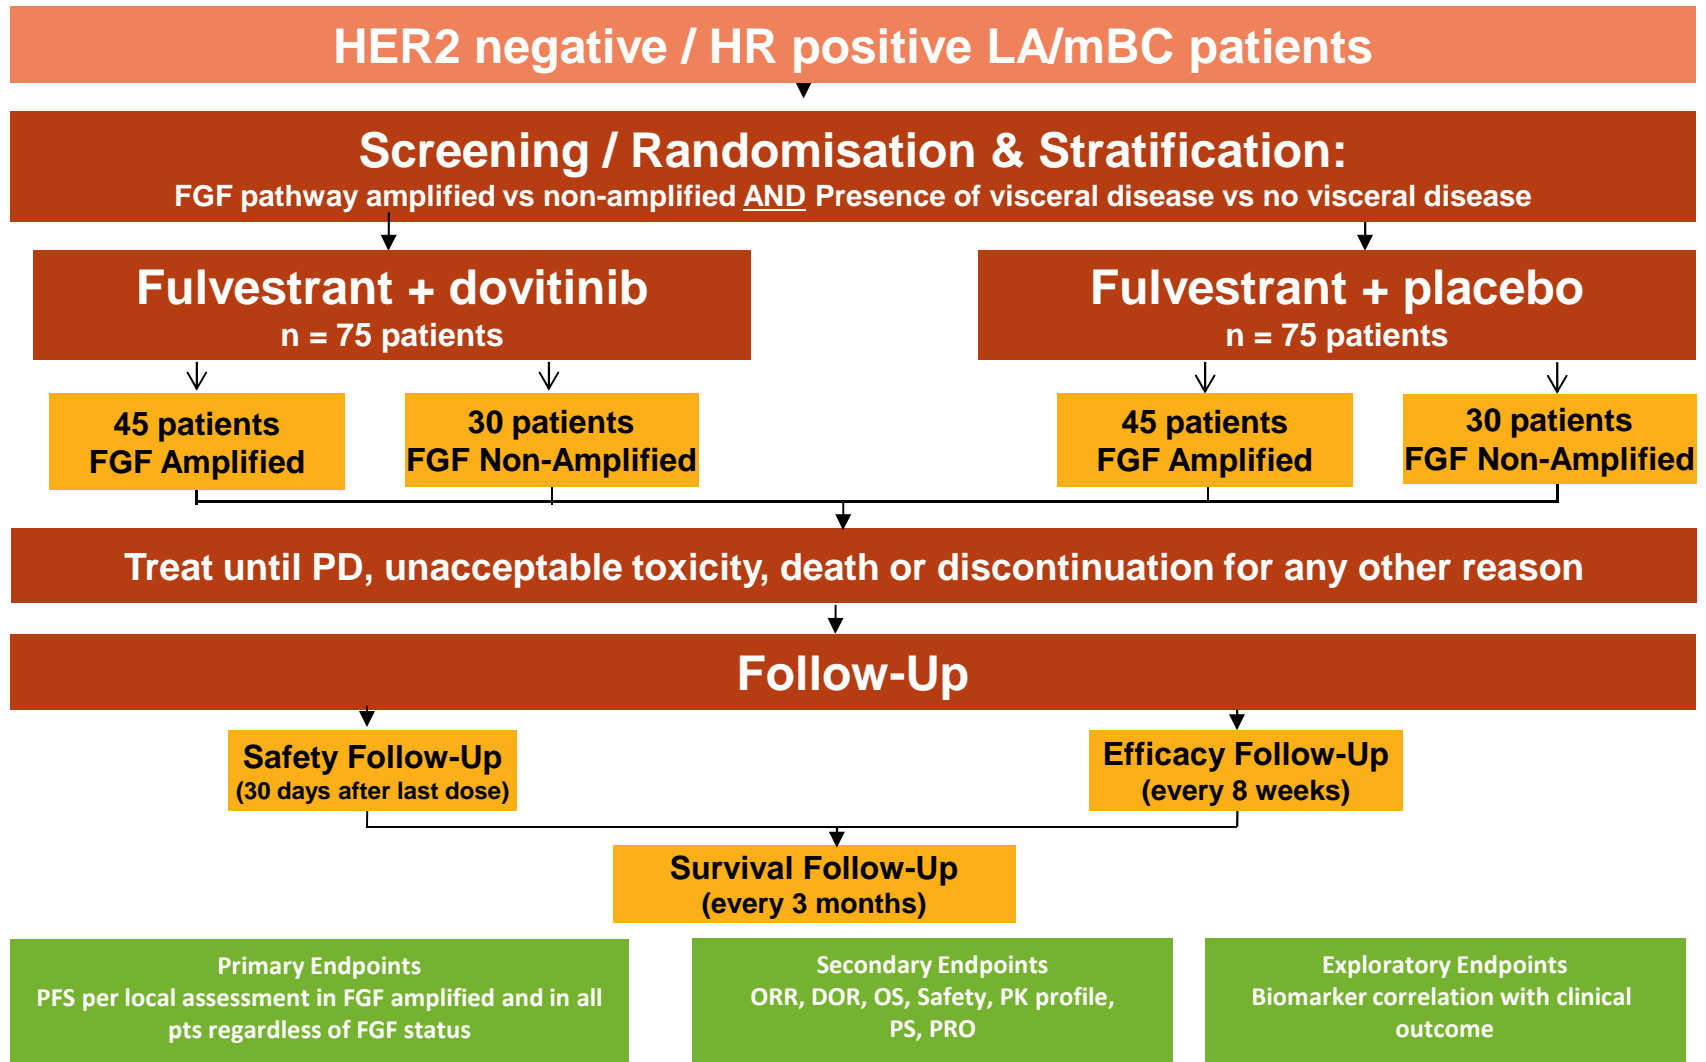 HER2 negative / HR positive LA/mBC patients
Screening / Randomisation & Stratification:
FGF pathway amplified vs non-amplified AND Presence of visceral disease vs no visceral disease
Fulvestrant + dovitinib
n = 75 patients
Fulvestrant + placebo
n = 75 patients
45 patients
FGF Amplified
30 patients
FGF Non-Amplified
45 patients
FGF Amplified
30 patients
FGF Non-Amplified
Treat until PD, unacceptable toxicity, death or discontinuation for any other reason
Follow-Up
Safety Follow-Up
(30 days after last dose)
Efficacy Follow-Up
(every 8 weeks)
Survival Follow-Up
(every 3 months)
Primary Endpoints
PFS per local assessment in FGF amplified and in all
pts regardless of FGF status
Secondary Endpoints
ORR, DOR, OS, Safety, PK profile,
PS, PRO
Exploratory Endpoints
Biomarker correlation with clinical
outcome